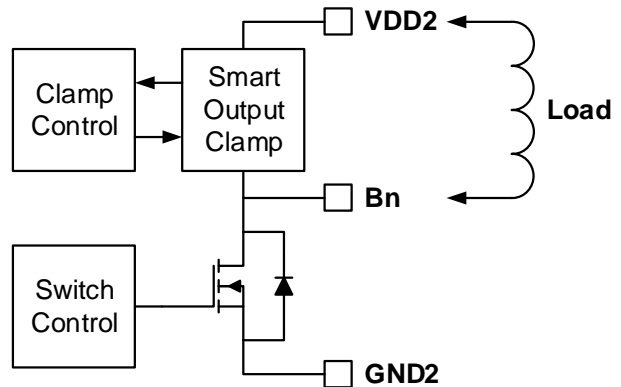 VDD2
Clamp
Control
Smart
Output
Clamp
Load
Bn
Switch
Control
GND2